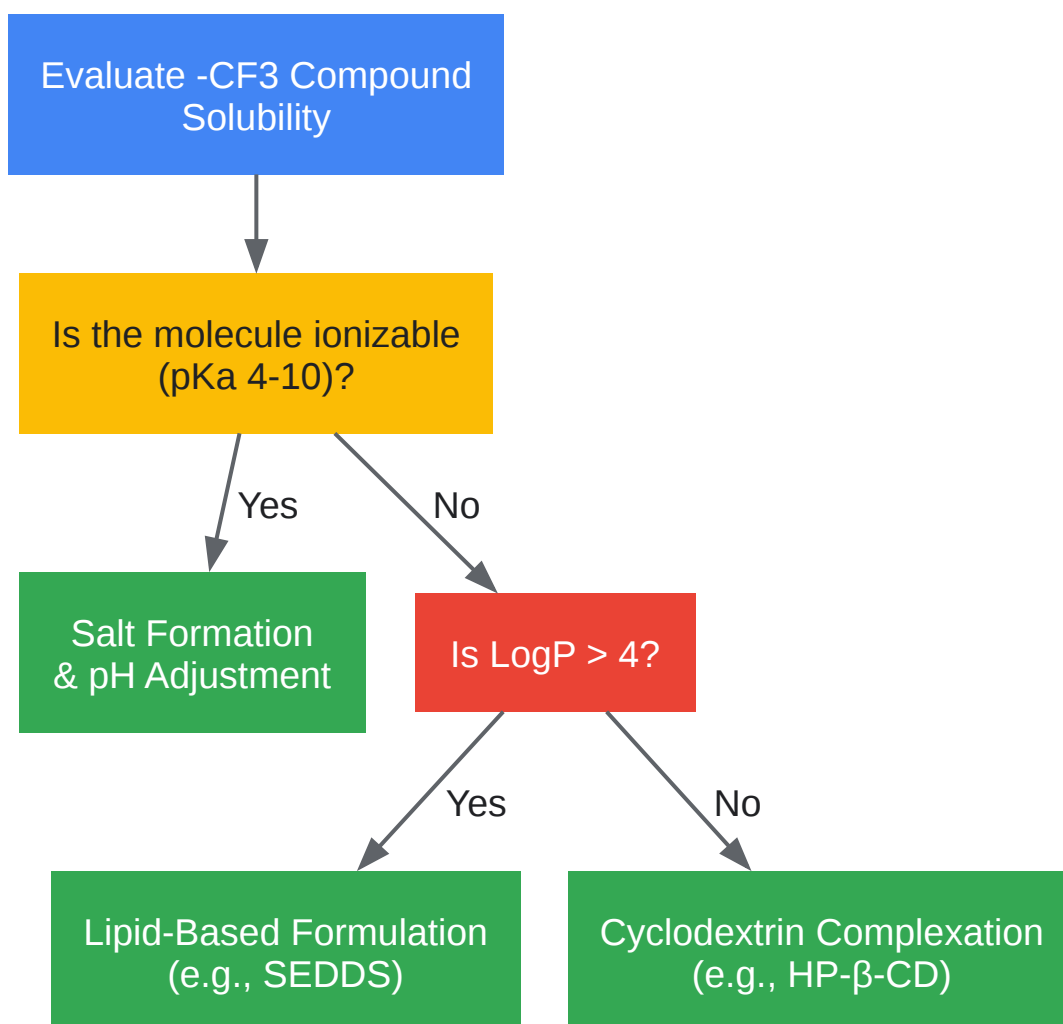 Evaluate -CF3 Compound
Solubility
Is the molecule ionizable
(pKa 4-10)?
Yes
No
Salt Formation
& pH Adjustment
Is LogP > 4?
Yes
No
Lipid-Based Formulation
(e.g., SEDDS)
Cyclodextrin Complexation
(e.g., HP-β-CD)